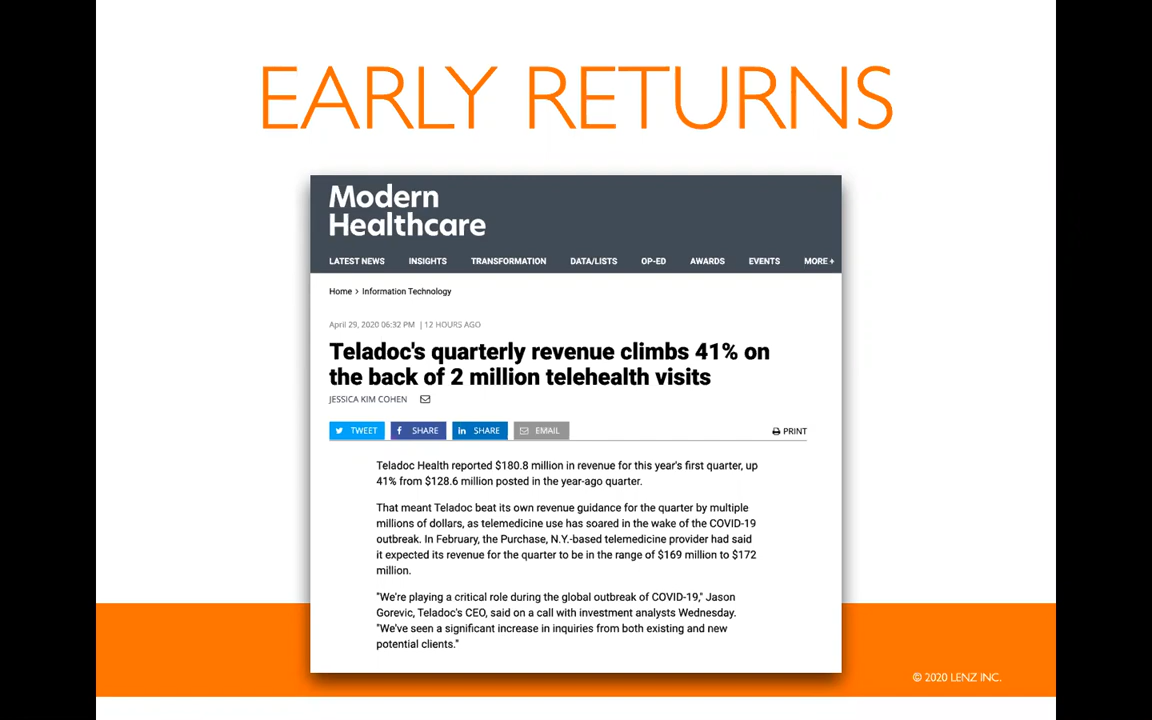 EARLY RETURNS
Modern
Healthcare
LATEST NEWS INSIGHTS TRANSFORMATION DATA/LISTS OP-ED AWARDS EVENTS MORE +
Home > Information Technology
April 29, 2020 06:32 PM | 12 HOURS AGO
Teladoc's quarterly revenue climbs 41% on
the back of 2 million telehealth visits
JESSICA KIM COHEN
TWEET SHARE SHARE EMAIL PRINT
Teladoc Health reported $180.8 million in revenue for this year's first quarter, up
41% from $128.6 million posted in the year-ago quarter.
That meant Teladoc beat its own revenue guidance for the quarter by multiple
millions of dollars, as telemedicine use has soared in the wake of the COVID-19
outbreak. In February, the Purchase, N.Y.-based telemedicine provider had said
it expected its revenue for the quarter to be in the range of $169 million to $172
million.
"We're playing a critical role during the global outbreak of COVID-19," Jason
Gorevic, Teladoc's CEO, said on a call with investment analysts Wednesday.
"We've seen a significant increase in inquiries from both existing and new
potential clients."
© 2020 LENZ INC.